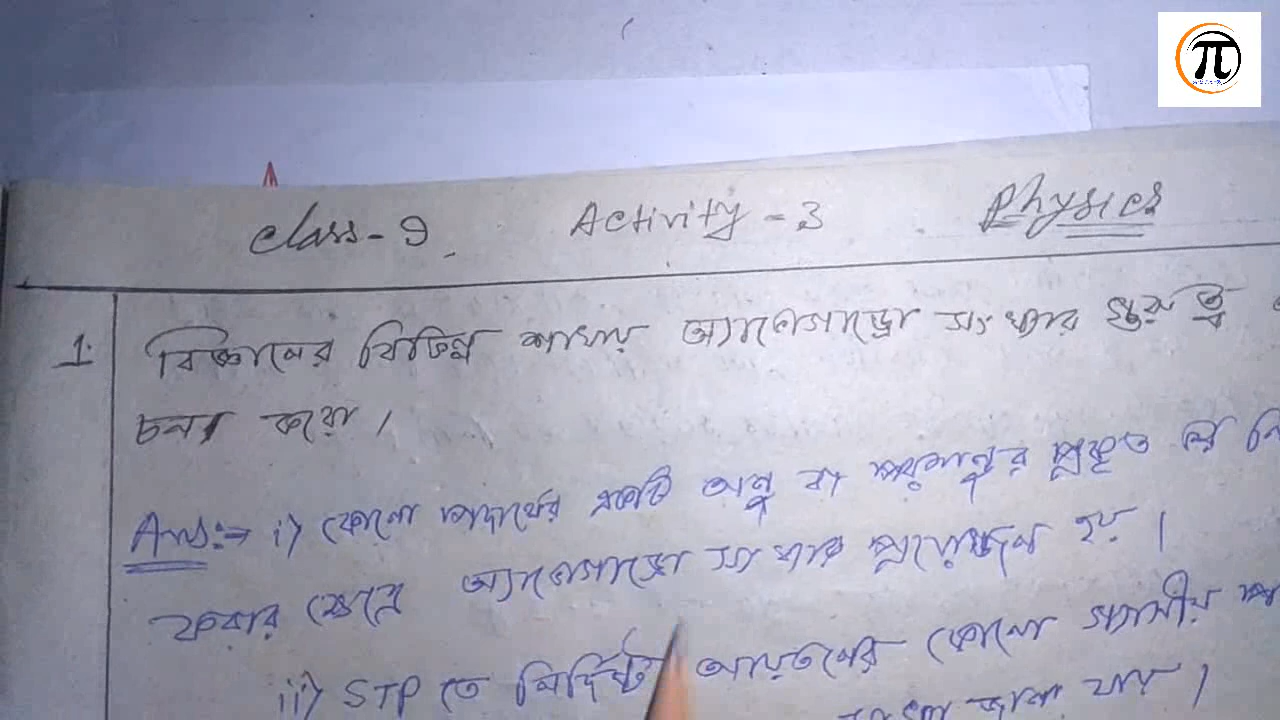 Class-9 Activity-3 Physics
1. বিজ্ঞানের বিভিন্ন শাখায় অ্যাভোগাড্রো সংখ্যার গুরুত্ব
চনা করো।
Ans:→ i) কোনো পদার্থের একটি অণু বা পরমাণুর প্রকৃত
করার ক্ষেত্রে অ্যাভোগাড্রো সংখ্যার প্রয়োজন হয়।
ii) STP তে নির্দিষ্ট আয়তনের কোনো গ্যাসীয়
জানা যায়।
π